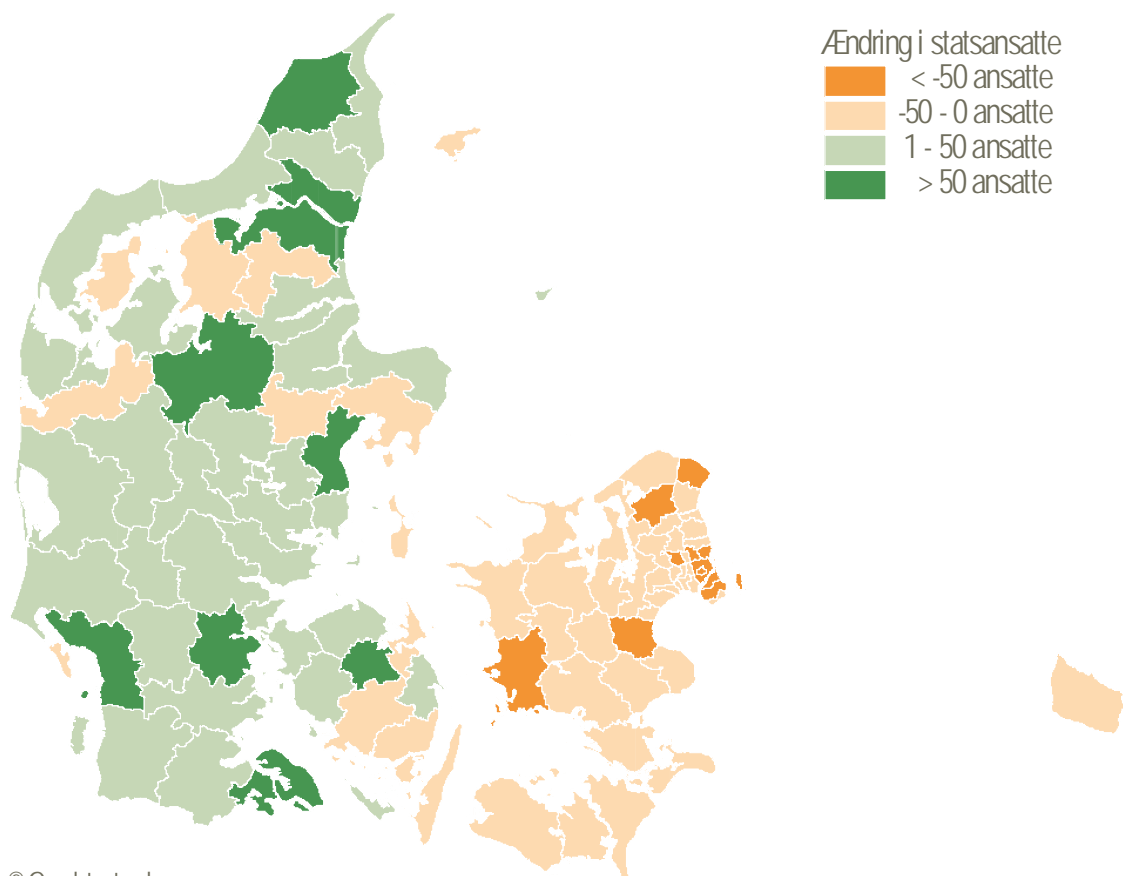 Ændring i statsansatte
< -50 ansatte
-50 - 0 ansatte
1 - 50 ansatte
> 50 ansatte
©